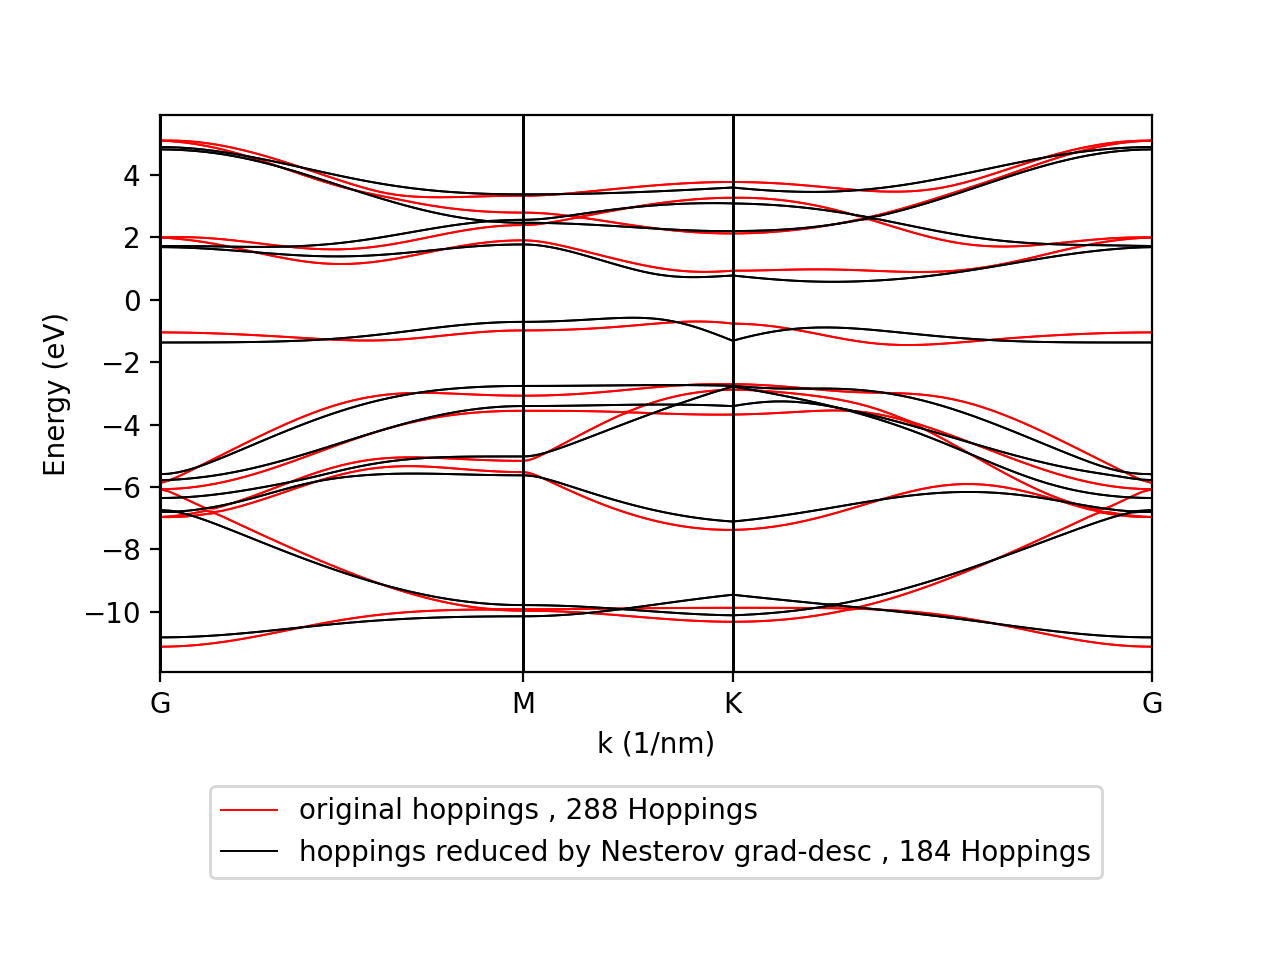 4
2
0
−2
−4
−6
−8
−10
Energy (eV)
G M K G
k (1/nm)
original hoppings , 288 Hoppings
hoppings reduced by Nesterov grad-desc , 184 Hoppings